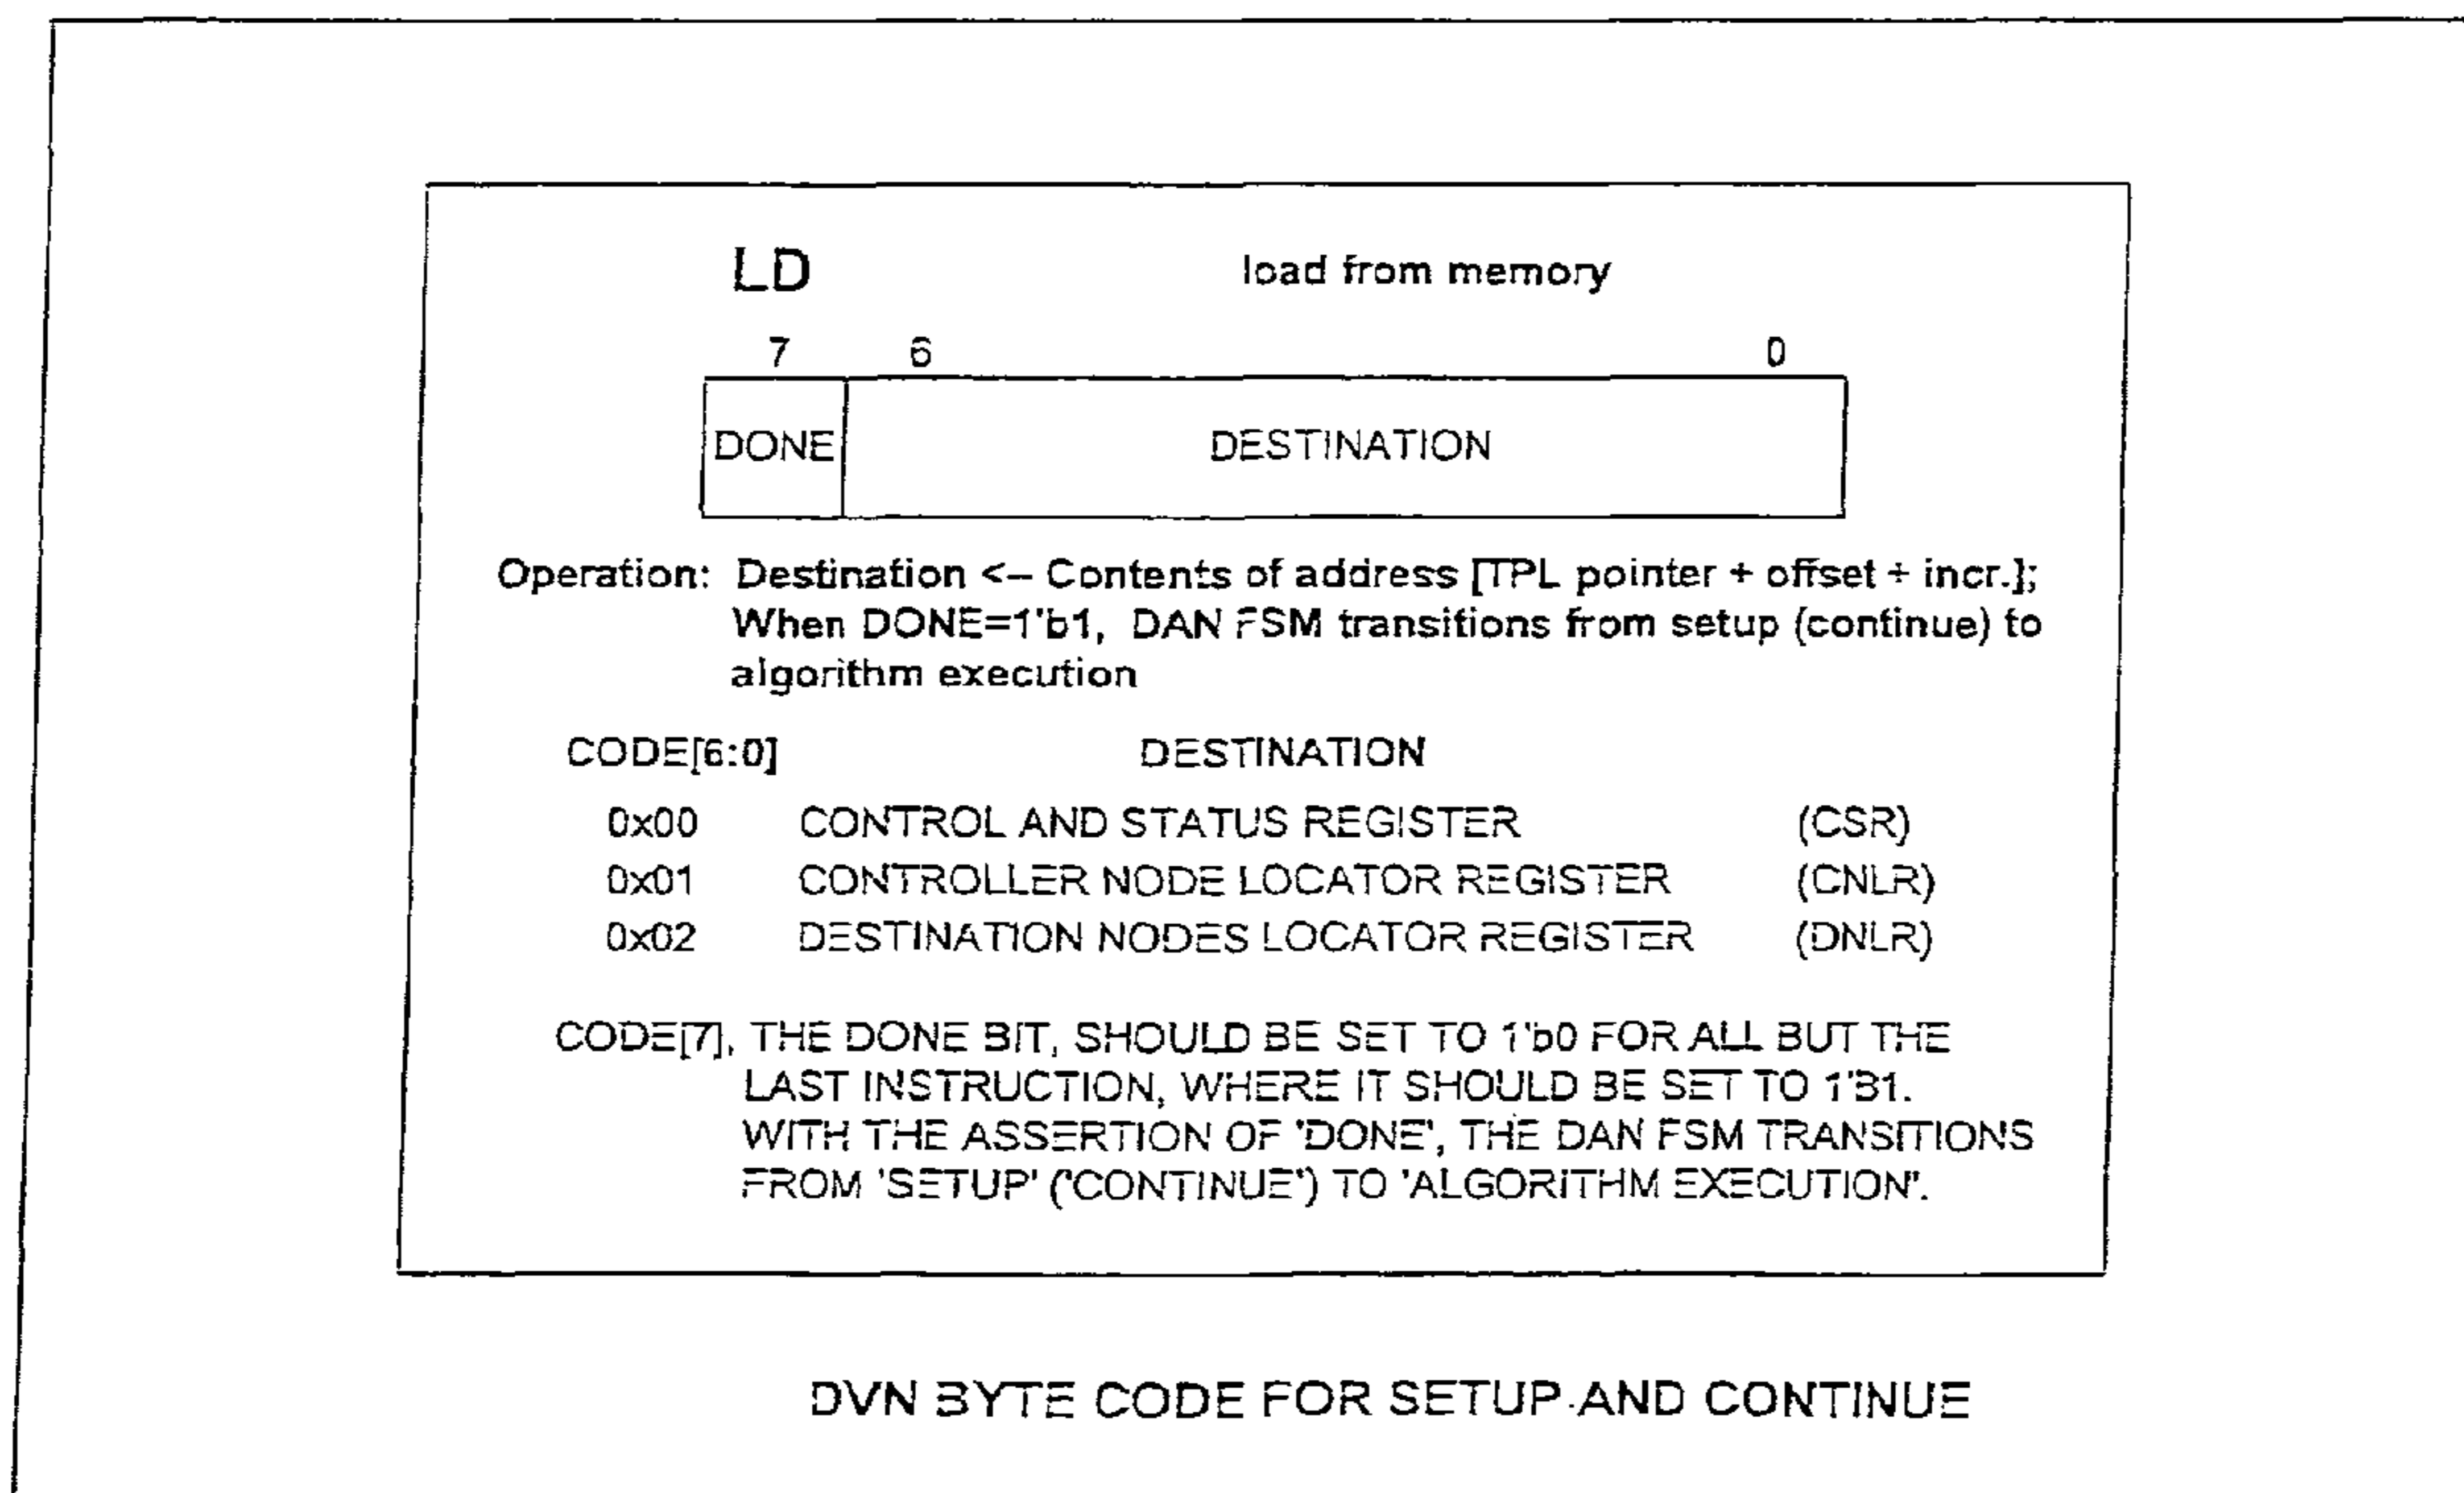 LD load from memory
7 6 0
DONE DESTINATION
Operation: Destination <– Contents of address [TPL pointer + offset + incr.];
When DONE=1'b1, DAN FSM transitions from setup (continue) to
algorithm execution
CODE[6:0] DESTINATION
0x00 CONTROL AND STATUS REGISTER (CSR)
0x01 CONTROLLER NODE LOCATOR REGISTER (CNLR)
0x02 DESTINATION NODES LOCATOR REGISTER (DNLR)
CODE[7], THE DONE BIT, SHOULD BE SET TO 1'b0 FOR ALL BUT THE
LAST INSTRUCTION, WHERE IT SHOULD BE SET TO 1'B1.
WITH THE ASSERTION OF 'DONE', THE DAN FSM TRANSITIONS
FROM 'SETUP' ('CONTINUE') TO 'ALGORITHM EXECUTION'.
DVN BYTE CODE FOR SETUP AND CONTINUE